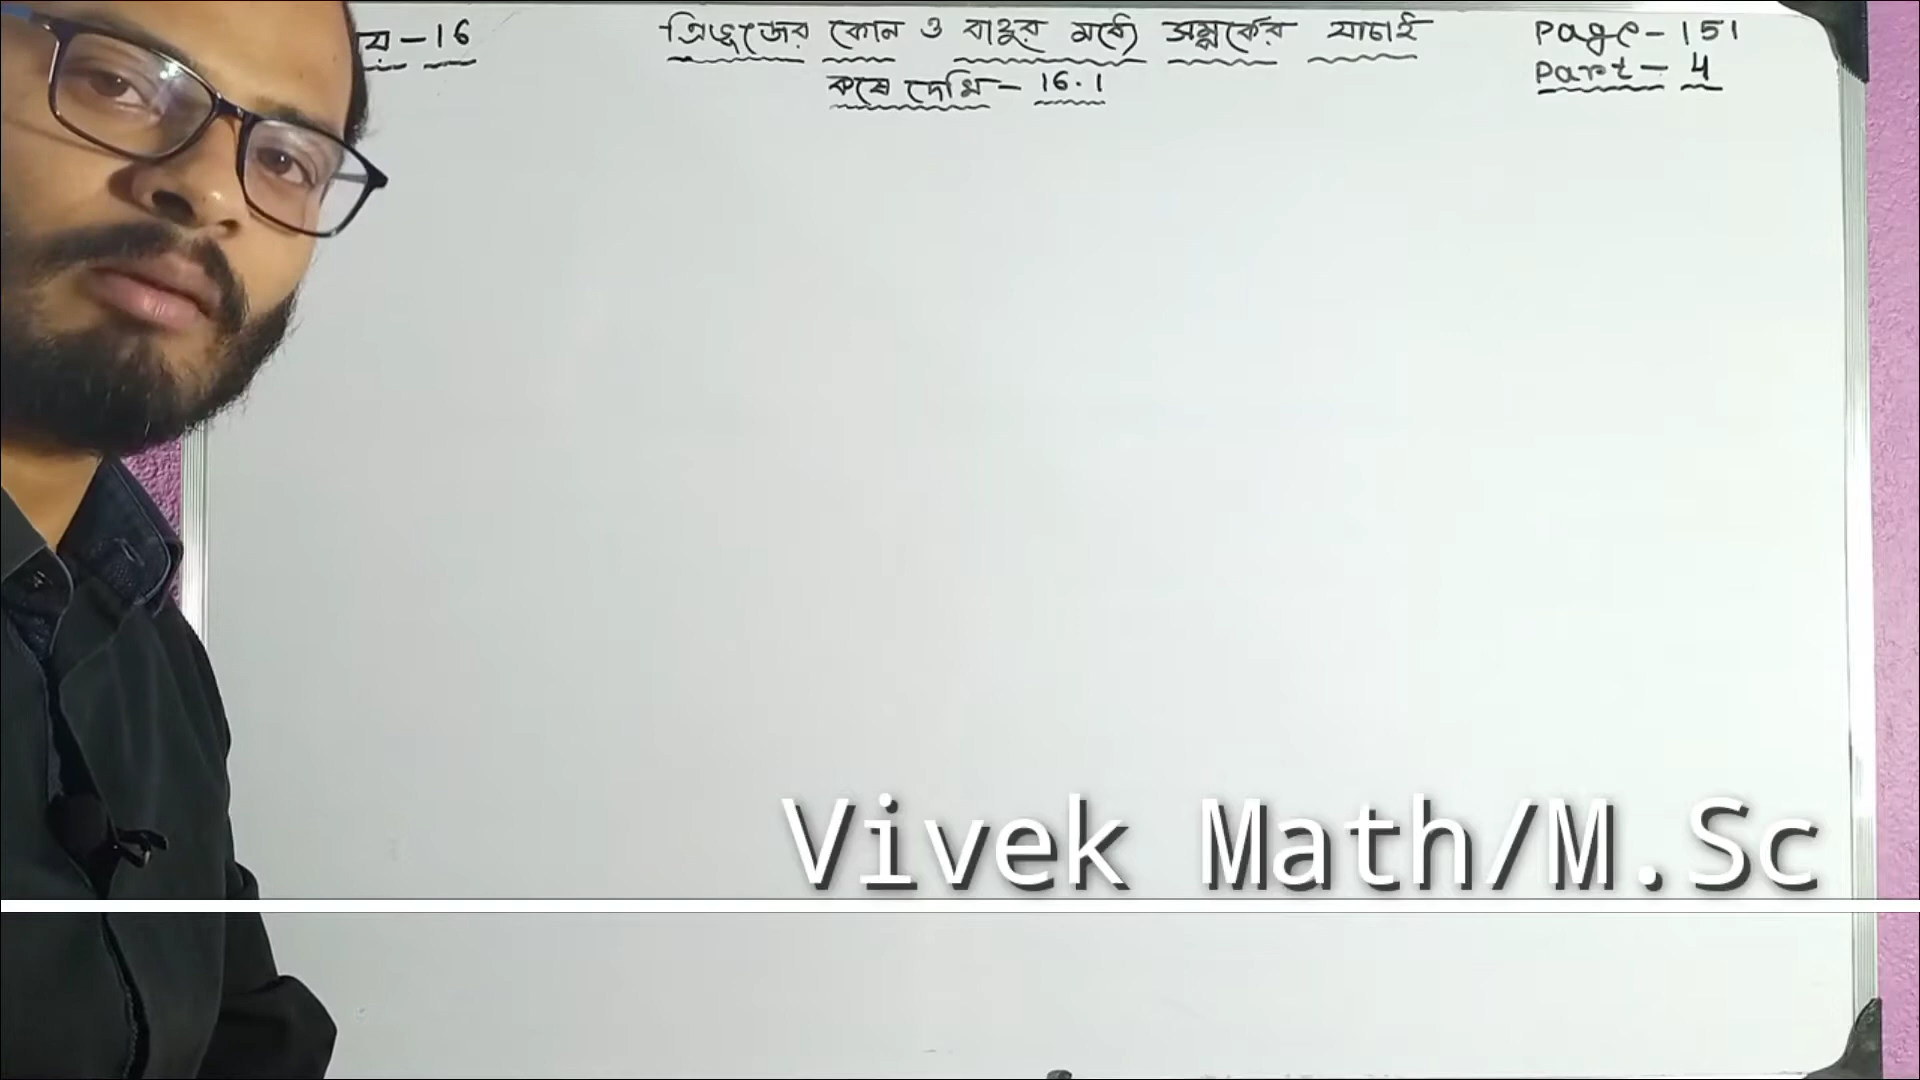 য় - 16
ত্রিভুজের কোন ও বাহুর মধ্যে সম্পর্কের যাচাই
কষে দেখি - 16.1
Page - 151
Part - 4
Vivek Math/M.Sc